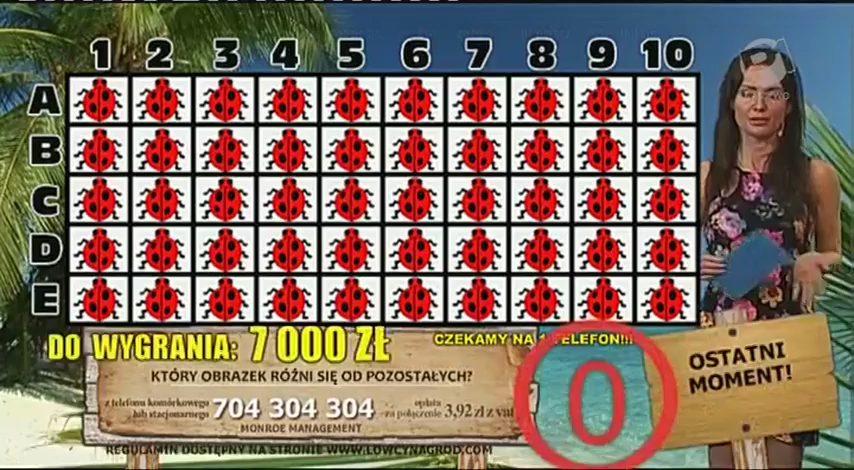 1 2 3 4 5 6 7 8 9 10
A
B
C
D
E
DO WYGRANIA: 7 000 ZŁ
CZEKAMY NA 1 TELEFON!!!
KTÓRY OBRAZEK RÓŻNI SIĘ OD POZOSTAŁYCH?
z telefonu komórkowego
lub stacjonarnego
704 304 304
opłata
za połączenie 3,92 zł z vat
MONROE MANAGEMENT
REGULAMIN DOSTĘPNY NA STRONIE WWW.LOWCYNAGROD.COM
0
OSTATNI
MOMENT!